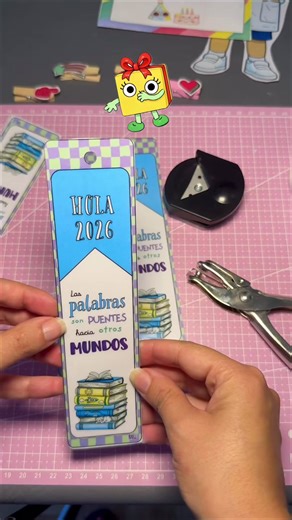 HOLA
2026
Las
palabras
son PUENTES
hacia otros
MUNDOS